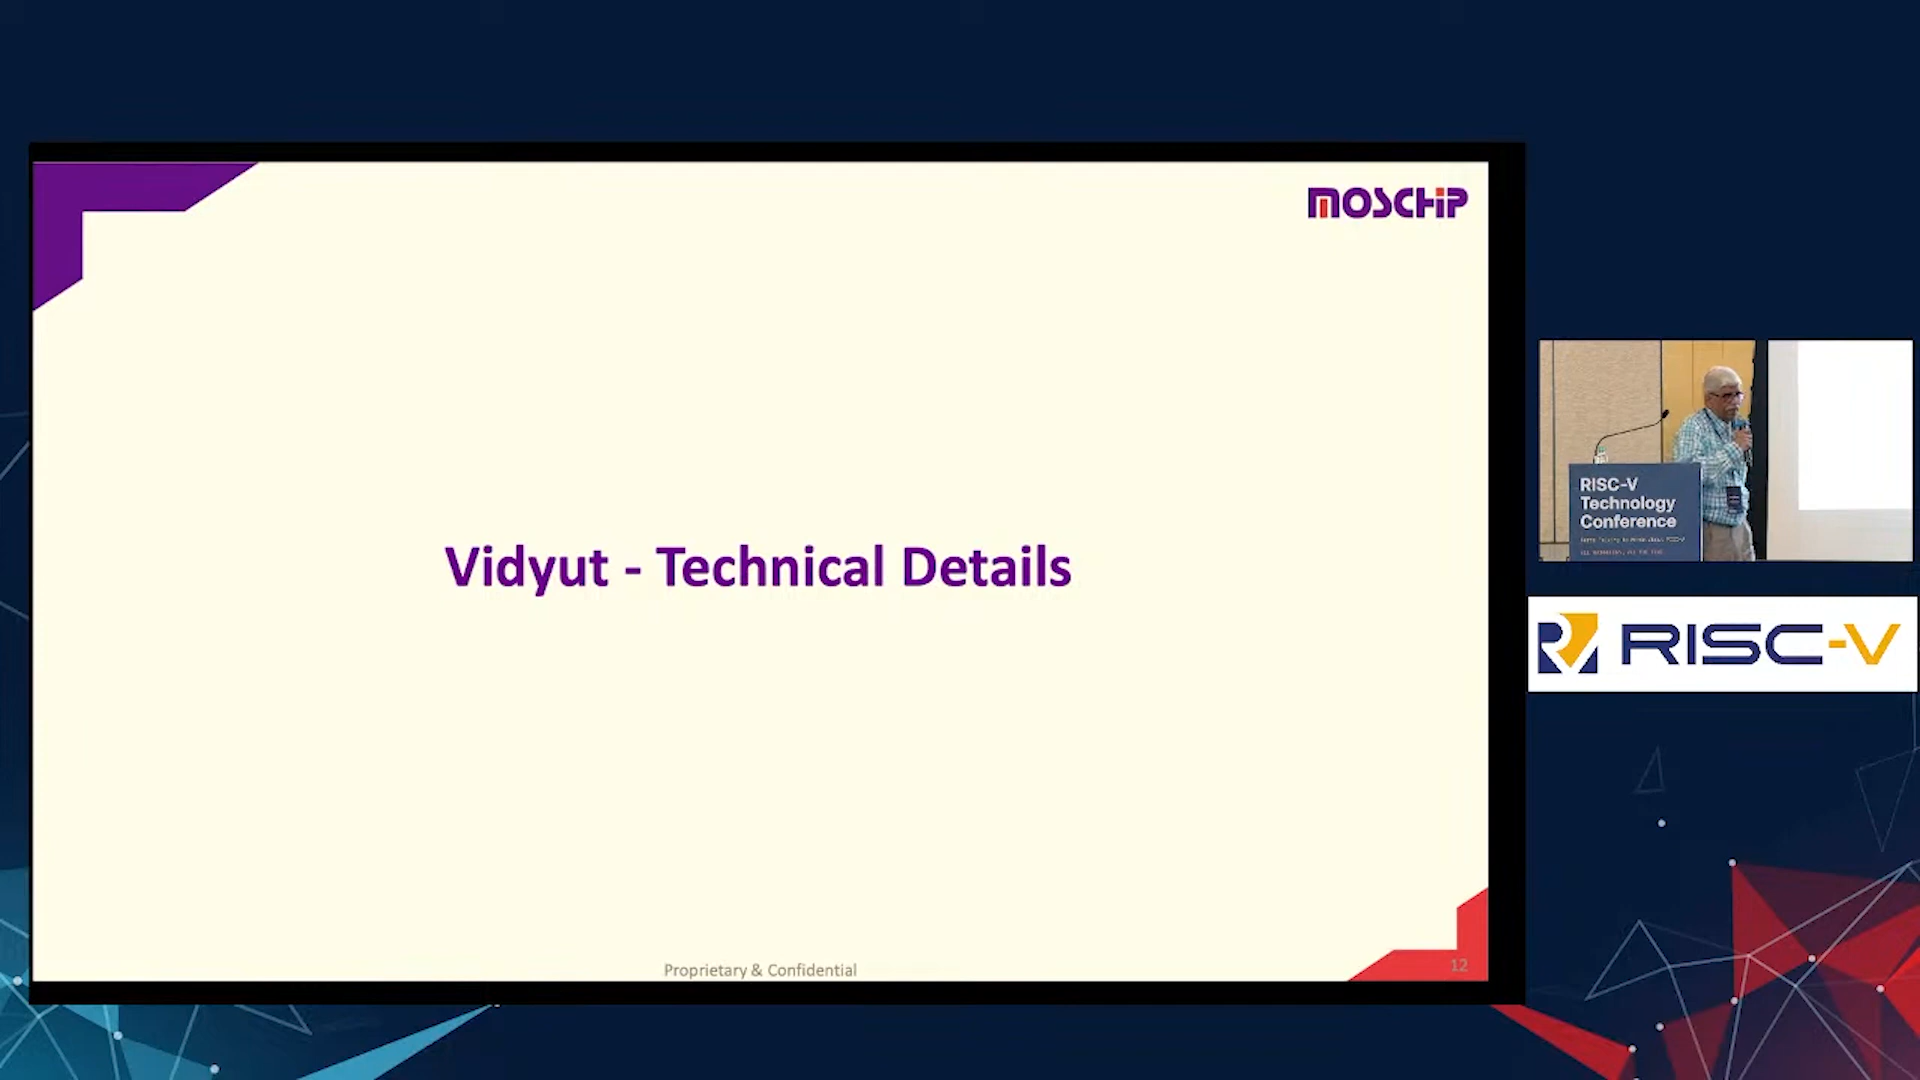 MOSCHIP
Vidyut - Technical Details
Proprietary & Confidential
12
RISC-V
Technology
Conference
RISC-V